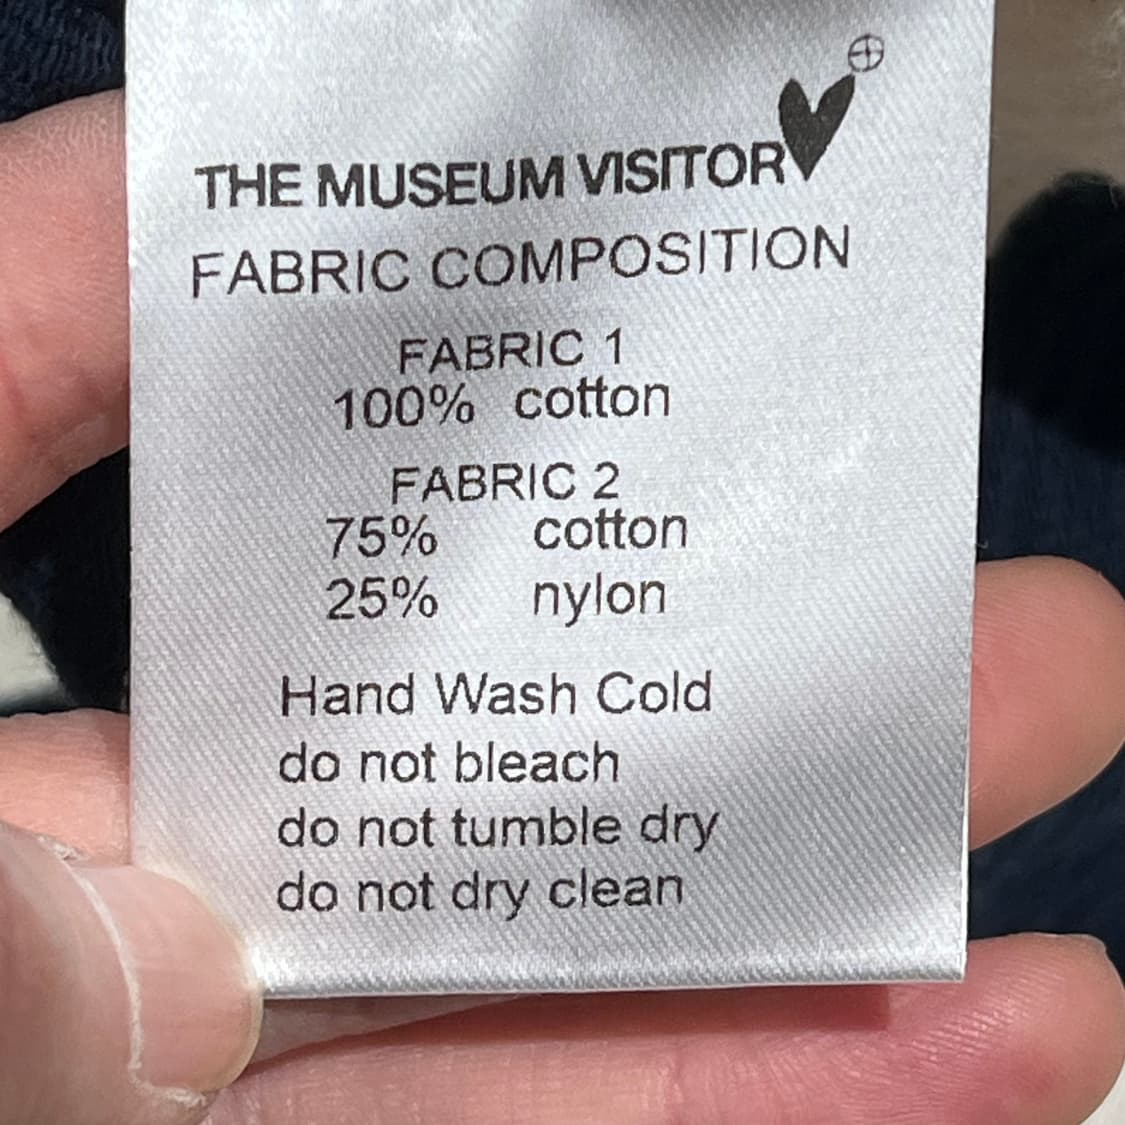 THE MUSEUM VISITOR
FABRIC COMPOSITION
FABRIC 1
100% cotton
FABRIC 2
75% cotton
25% nylon
Hand Wash Cold
do not bleach
do not tumble dry
do not dry clean